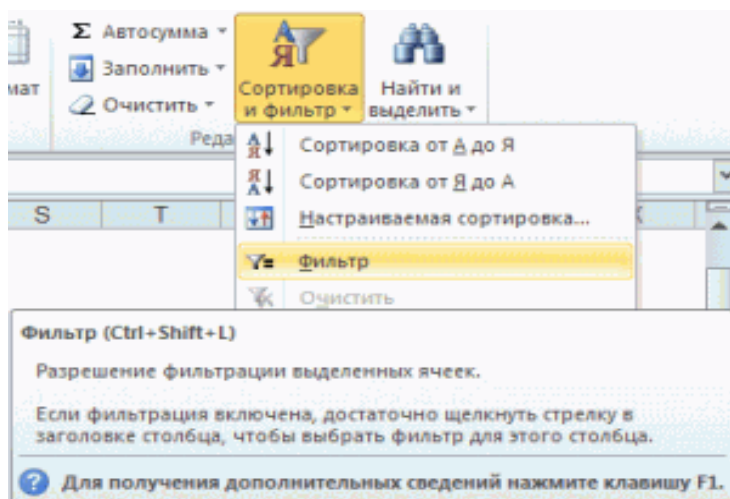 Σ Автосумма
Заполнить
Очистить
Сортировка
и фильтр
Найти и
выделить
мат
Реда
Сортировка от А до Я
Сортировка от Я до А
Настраиваемая сортировка...
Фильтр
Очистить
S T
Фильтр (Ctrl+Shift+L)
Разрешение фильтрации выделенных ячеек.
Если фильтрация включена, достаточно щелкнуть стрелку в
заголовке столбца, чтобы выбрать фильтр для этого столбца.
Для получения дополнительных сведений нажмите клавишу F1.